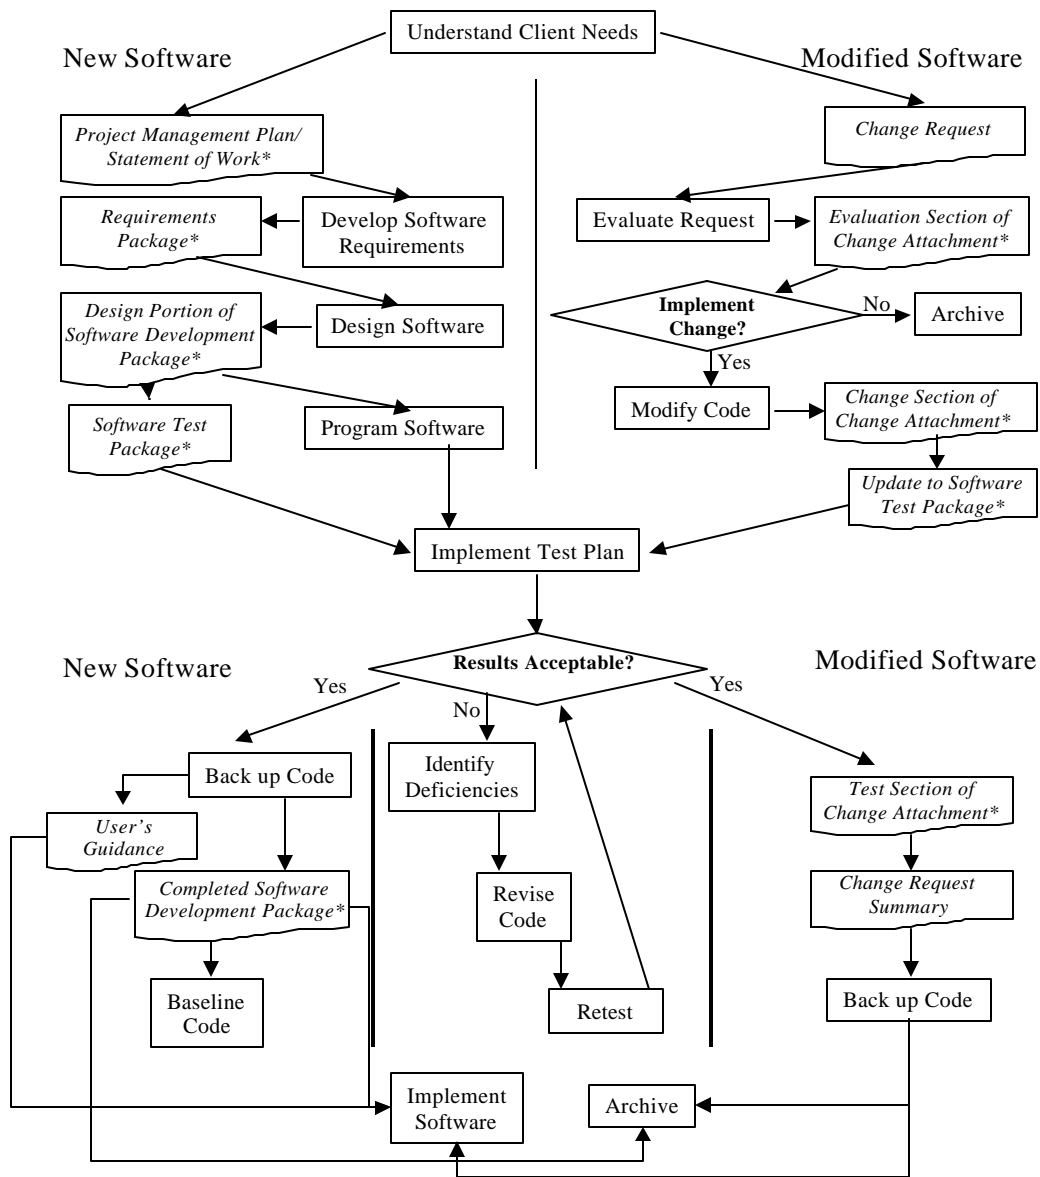 Understand Client Needs
New Software
Modified Software
Project Management Plan/
Statement of Work*
Change Request
Requirements
Package*
Develop Software
Requirements
Evaluate Request
Evaluation Section of
Change Attachment*
Design Portion of
Software Development
Package*
Design Software
Implement
Change?
No
Archive
Yes
Software Test
Package*
Program Software
Modify Code
Change Section of
Change Attachment*
Update to Software
Test Package*
Implement Test Plan
New Software
Results Acceptable?
Modified Software
Yes
No
Yes
Back up Code
Identify
Deficiencies
Test Section of
Change Attachment*
User's
Guidance
Completed Software
Development Package*
Revise
Code
Change Request
Summary
Baseline
Code
Retest
Back up Code
Implement
Software
Archive